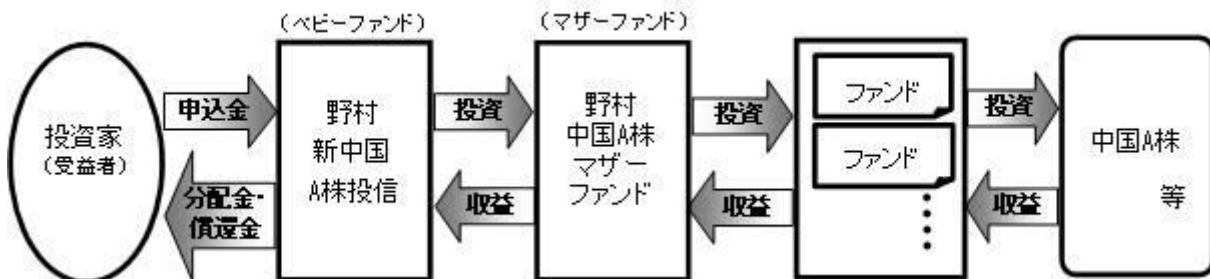 (ベビーファンド)
(マザーファンド)
投資家
(受益者)
申込金
分配金・
償還金
野村
新中国
A株投信
投資
収益
野村
中国A株
マザー
ファンド
投資
収益
ファンド
ファンド
投資
収益
中国A株
等